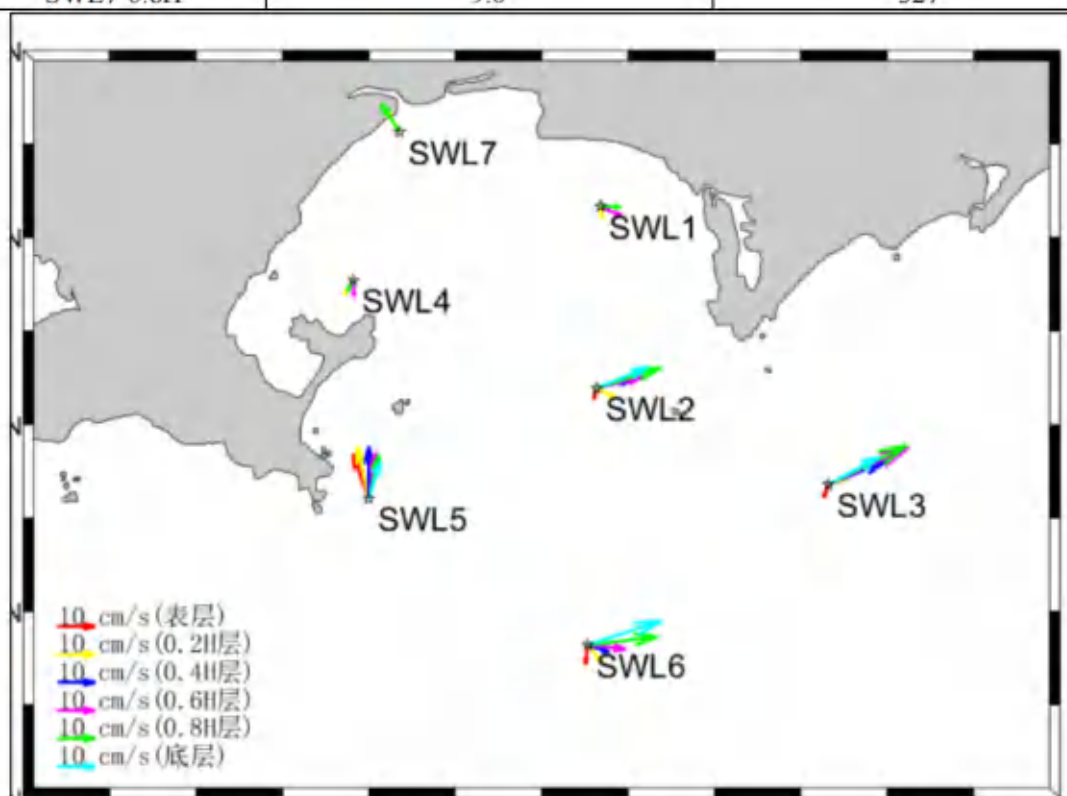 SWL7
SWL1
SWL4
SWL2
SWL5
SWL3
SWL6
10 cm/s(表层)
10 cm/s(0.2H层)
10 cm/s(0.4H层)
10 cm/s(0.6H层)
10 cm/s(0.8H层)
10 cm/s(底层)